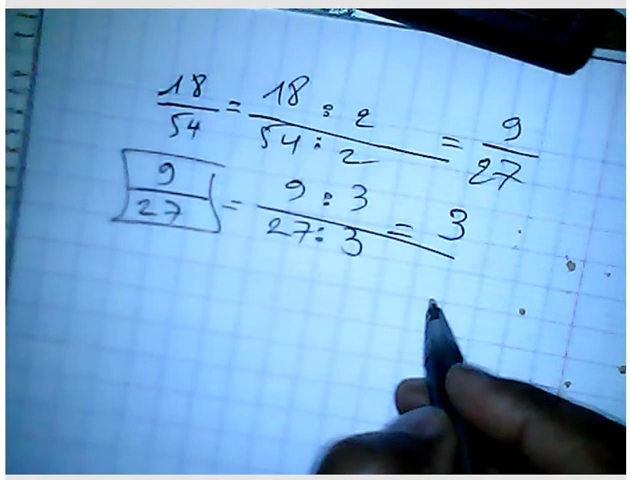 18/54 = 18 : 2 / 54 : 2 = 9/27
9/27 = 9 : 3 / 27 : 3 = 3